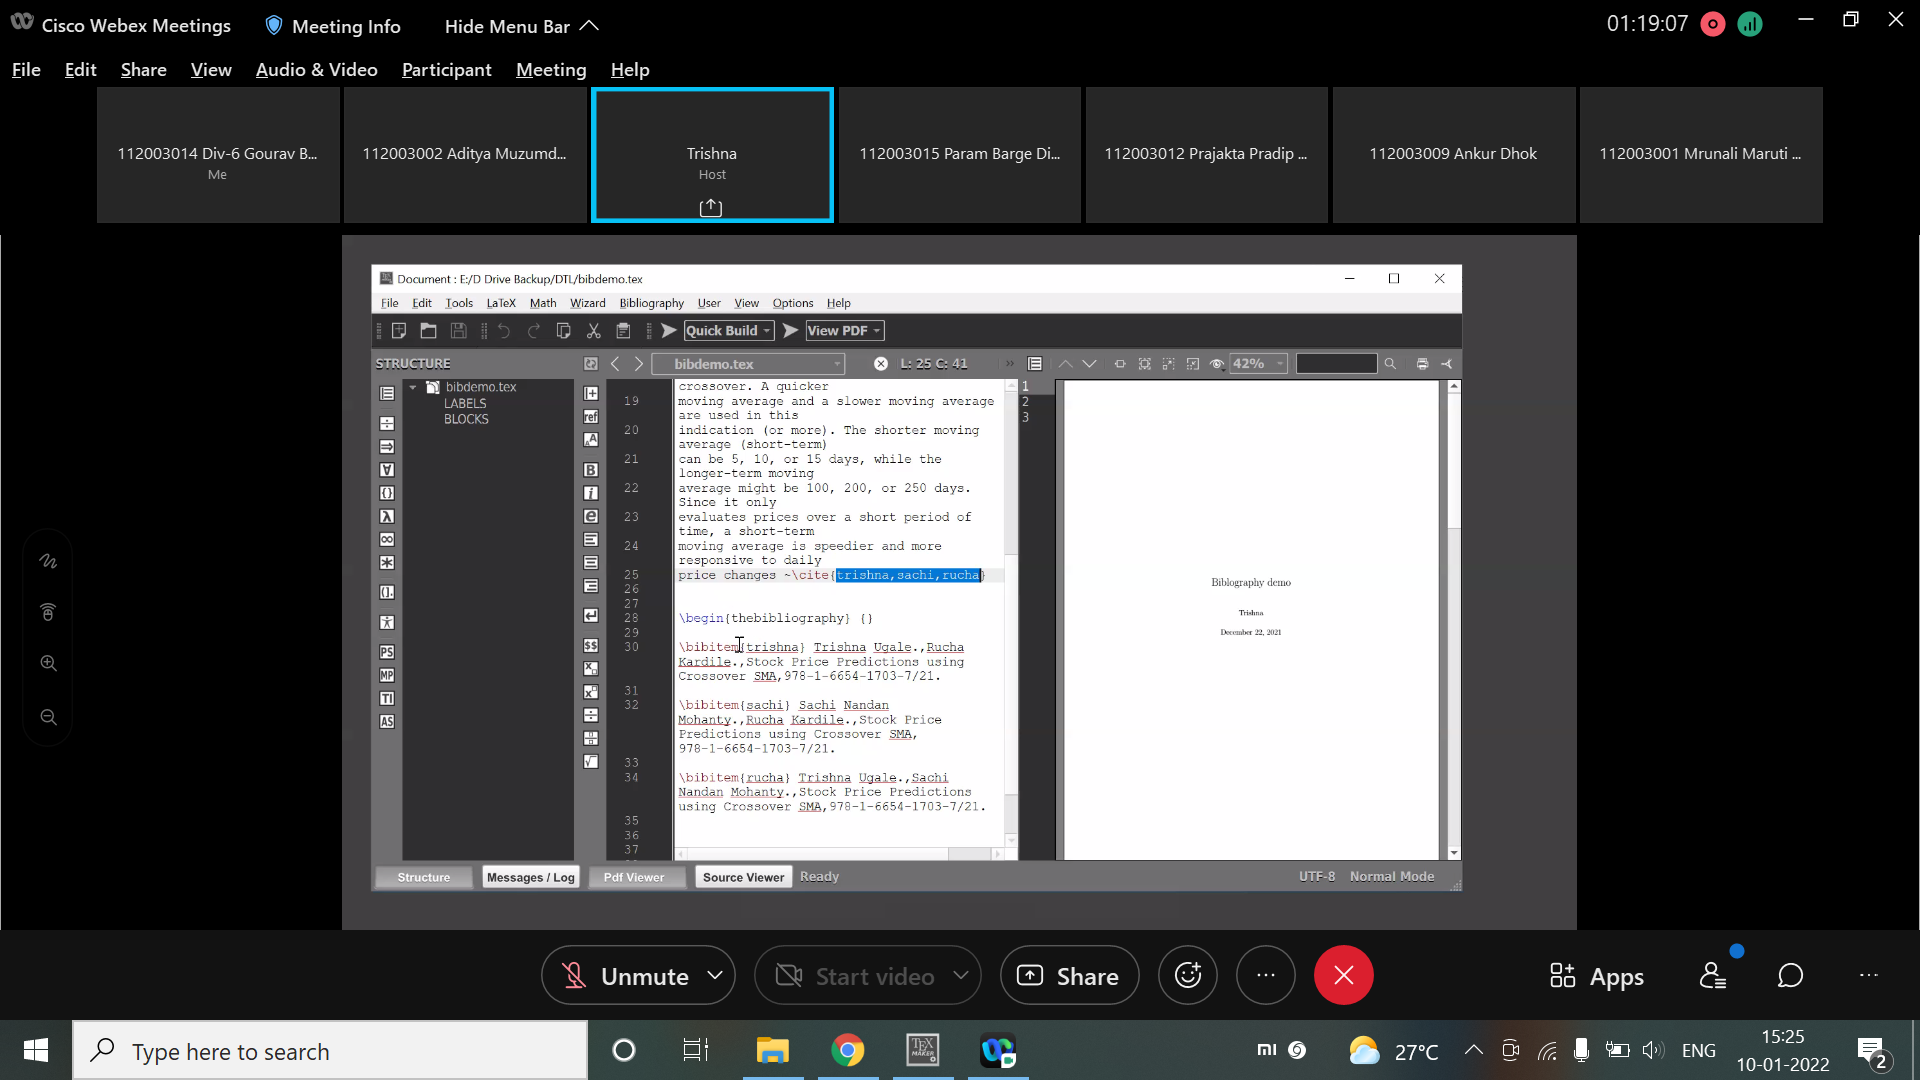 Cisco Webex Meetings
Meeting Info
Hide Menu Bar
01:19:07
File Edit Share View Audio & Video Participant Meeting Help
112003014 Div-6 Gourav B...
Me
112003002 Aditya Muzumd...
Trishna
Host
112003015 Param Barge Di...
112003012 Prajakta Pradip ...
112003009 Ankur Dhok
112003001 Mrunali Maruti ...
Document : E:/D Drive Backup/DTL/bibdemo.tex
File Edit Tools LaTeX Math Wizard Bibliography User View Options Help
Quick Build
View PDF
STRUCTURE
bibdemo.tex
L: 25 C: 41
42%
bibdemo.tex
LABELS
BLOCKS
ref
PS
MP
TI
AS
crossover. A quicker
19 moving average and a slower moving average
are used in this
20 indication (or more). The shorter moving
average (short-term)
21 can be 5, 10, or 15 days, while the
longer-term moving
22 average might be 100, 200, or 250 days.
Since it only
23 evaluates prices over a short period of
time, a short-term
24 moving average is speedier and more
responsive to daily
25 price changes ~\cite{trishna,sachi,rucha}
26
27
28 \begin{thebibliography} {}
29
30 \bibitem{trishna} Trishna Ugale.,Rucha
Kardile.,Stock Price Predictions using
Crossover SMA,978-1-6654-1703-7/21.
31
32 \bibitem{sachi} Sachi Nandan
Mohanty.,Rucha Kardile.,Stock Price
Predictions using Crossover SMA,
978-1-6654-1703-7/21.
33
34 \bibitem{rucha} Trishna Ugale.,Sachi
Nandan Mohanty.,Stock Price Predictions
using Crossover SMA,978-1-6654-1703-7/21.
35
36
37
1
2
3
Biblography demo
Trishna
December 22, 2021
Structure
Messages / Log
Pdf Viewer
Source Viewer
Ready
UTF-8
Normal Mode
Unmute
Start video
Share
Apps
Type here to search
TEX
MAKER
mi
27°C
ENG
15:25
10-01-2022
2